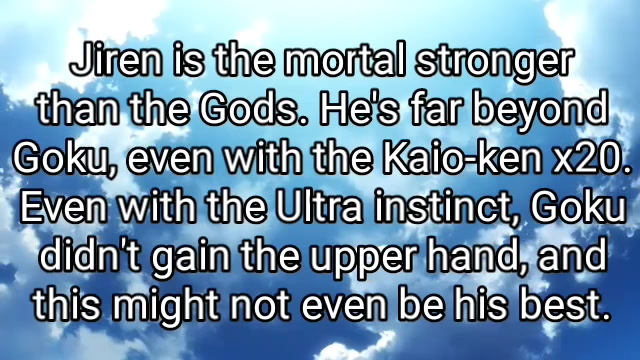 Jiren is the mortal stronger
than the Gods. He's far beyond
Goku, even with the Kaio-ken x20.
Even with the Ultra instinct, Goku
didn't gain the upper hand, and
this might not even be his best.